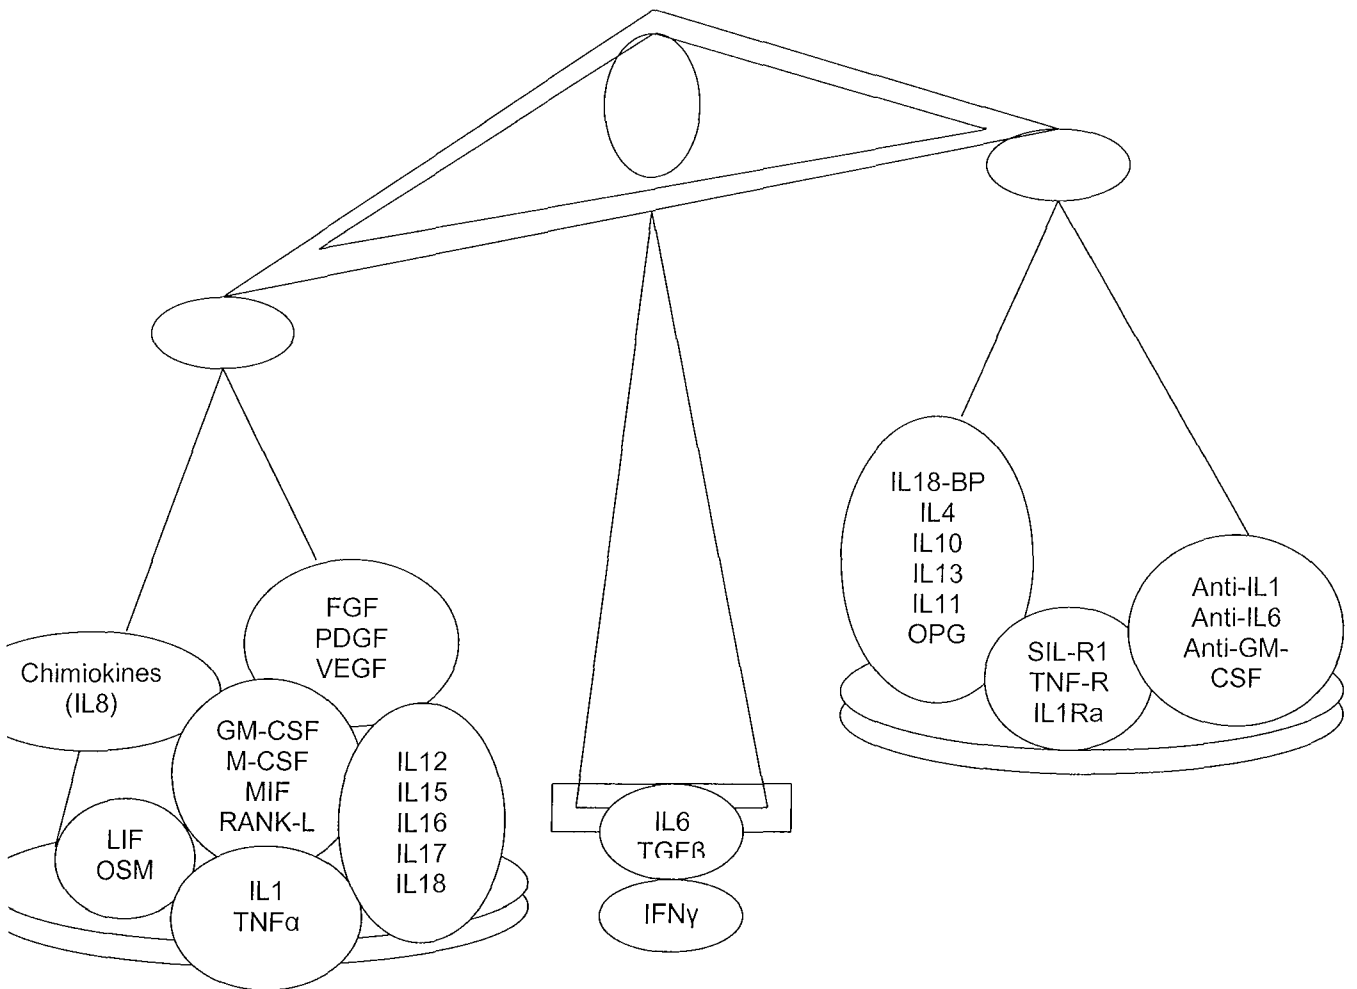 Chimiokines
(IL8)
FGF
PDGF
VEGF
GM-CSF
M-CSF
MIF
RANK-L
LIF
OSM
IL1
TNFα
IL12
IL15
IL16
IL17
IL18
IL6
TGFβ
IFNγ
IL18-BP
IL4
IL10
IL13
IL11
OPG
SIL-R1
TNF-R
IL1Ra
Anti-IL1
Anti-IL6
Anti-GM-
CSF